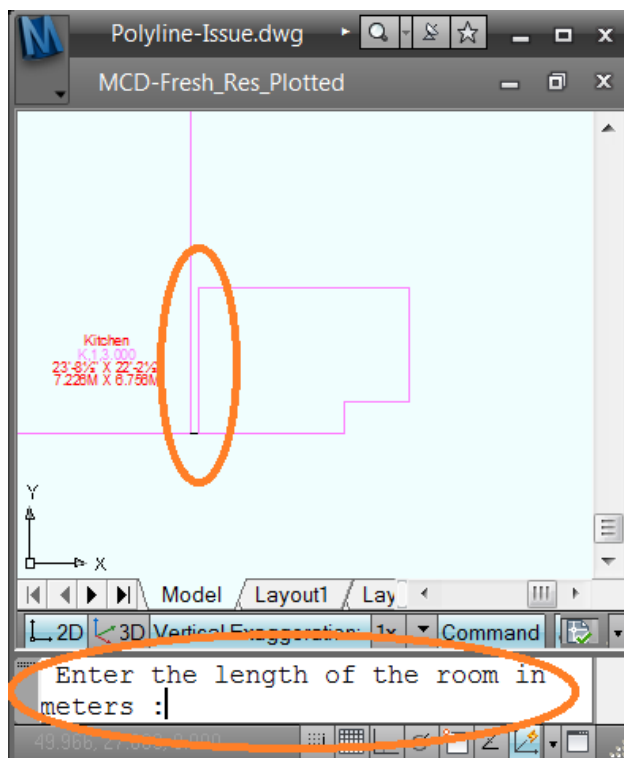 Polyline-Issue.dwg
MCD-Fresh_Res_Plotted
Kitchen
K,1,3.000
23'-8½" X 22'-2½
7.226M X 6.756M
Y
X
Model Layout1 Lay
2D 3D Vertical Exaggeration: 1x Command
Enter the length of the room in
meters :